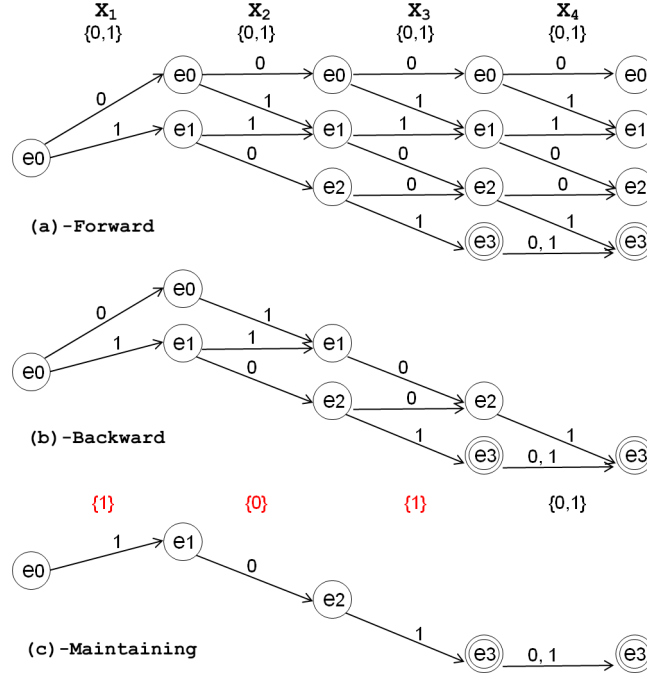 X1 X2 X3 X4
{0,1} {0,1} {0,1} {0,1}
0 0 0
e0 e0 e0 e0 e0
0 1 1 1
1 1 1 1
e1 e1 e1 e1
e0
0 0 0
0 0
e2 e2 e2
1 1
(a)-Forward
e3 0, 1 e3
e0
0 1
1 1
e1 e1
e0
0 0
0
e2 e2
1 1
(b)-Backward
e3 0, 1 e3
{1} {0} {1} {0,1}
1 e1
e0 0
e2
1
(c)-Maintaining
e3 0, 1 e3